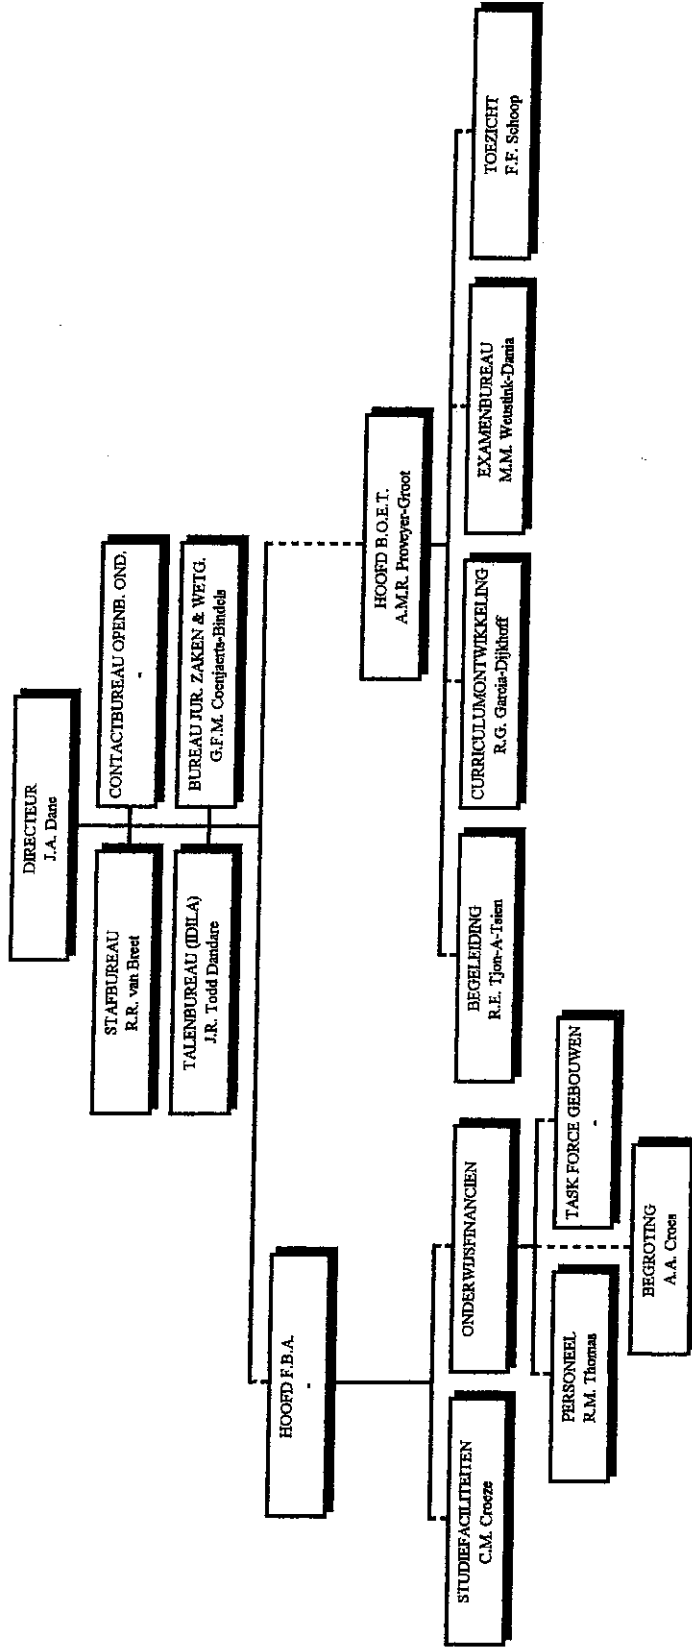 DIRECTEUR
J.A. Dane
STAFBUREAU
R.R. van Breet
CONTACTBUREAU OPENB. OND.
-
TALENBUREAU (IDILA)
J.R. Todd Dandare
BUREAU JUR. ZAKEN & WETG.
G.F.M. Coenjaerts-Bindels
HOOFD F.B.A.
-
HOOFD B.O.E.T.
A.M.R. Proveyer-Groot
STUDIEFACILITEITEN
C.M. Croeze
ONDERWIJSFINANCIEN
BEGELEIDING
R.E. Tjon-A-Tsien
CURRICULUMONTWIKKELING
R.G. Garcia-Dijkhoff
EXAMENBUREAU
M.M. Weustink-Dania
TOEZICHT
F.F. Schoop
PERSONEEL
R.M. Thomas
TASK FORCE GEBOUWEN
-
BEGROTING
A.A. Croes